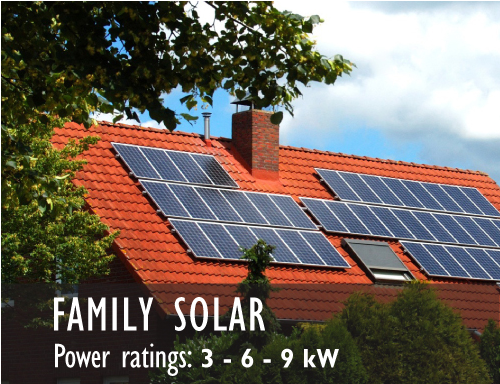 FAMILY SOLAR
Power ratings: 3 - 6 - 9 kW